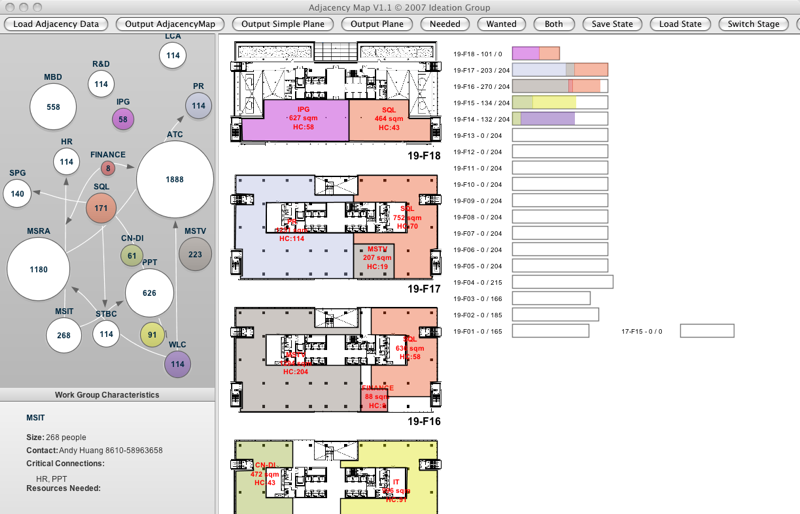 Adjacency Map V1.1 © 2007 Ideation Group
Load Adjacency Data
Output AdjacencyMap
Output Simple Plane
Output Plane
Needed
Wanted
Both
Save State
Load State
Switch Stage
LCA
114
R&D
114
MBD
558
IPG
58
PR
114
ATC
1888
HR
114
FINANCE
8
SPG
140
SQL
171
MSRA
1180
CN-DI
61
MSTV
223
PPT
626
MSIT
268
STBC
114
91
WLC
114
Work Group Characteristics
MSIT
Size: 268 people
Contact: Andy Huang 8610-58963658
Critical Connections:
HR, PPT
Resources Needed:
IPG
627 sqm
HC:58
SQL
464 sqm
HC:43
19-F18
HC:114
SQL
752 sqm
HC:70
MSTV
207 sqm
HC:19
19-F17
MSTV
HC:204
SQL
HC:58
FINANCE
88 sqm
19-F16
CN-DI
472 sqm
HC:43
IT
HC:91
19-F18 - 101 / 0
19-F17 - 203 / 204
19-F16 - 270 / 204
19-F15 - 134 / 204
19-F14 - 132 / 204
19-F13 - 0 / 204
19-F12 - 0 / 204
19-F11 - 0 / 204
19-F10 - 0 / 204
19-F09 - 0 / 204
19-F08 - 0 / 204
19-F07 - 0 / 204
19-F06 - 0 / 204
19-F05 - 0 / 204
19-F04 - 0 / 215
19-F03 - 0 / 166
19-F02 - 0 / 185
19-F01 - 0 / 165
17-F15 - 0 / 0